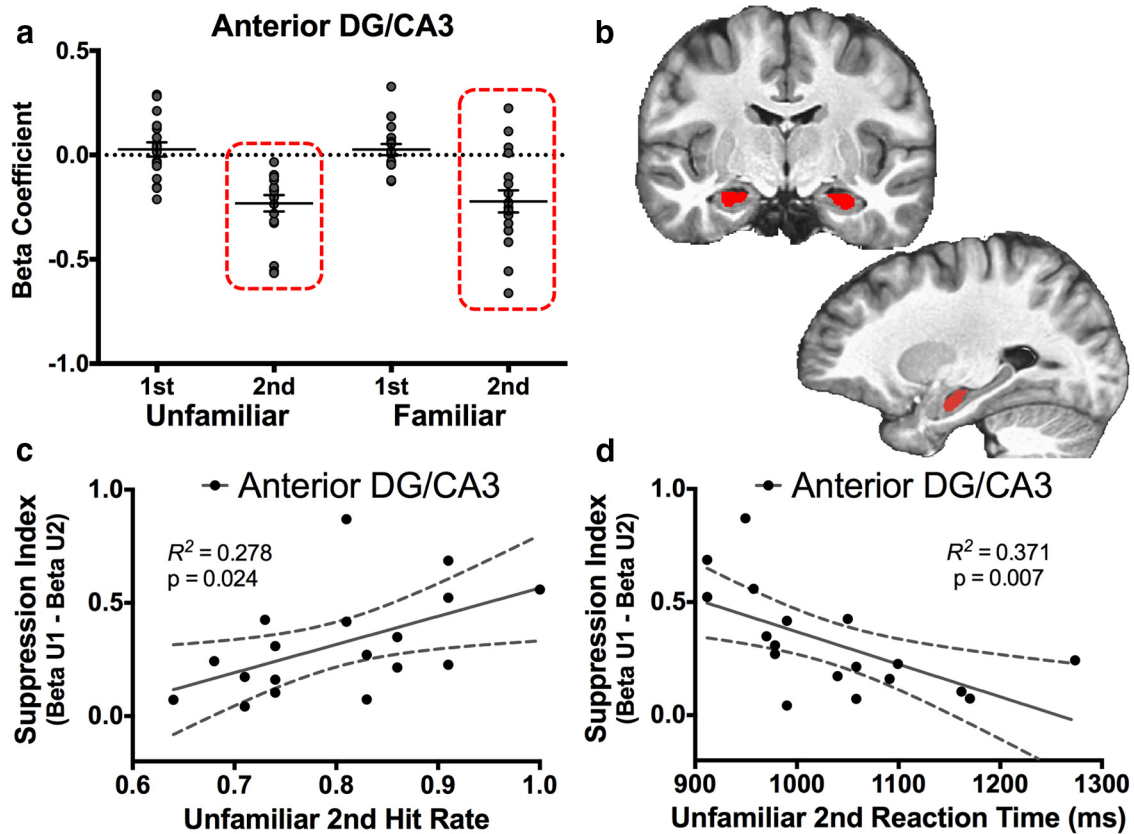 a
Anterior DG/CA3
Beta Coefficient
0.5
0.0
-0.5
-1.0
1st 2nd 1st 2nd
Unfamiliar Familiar
b
c
Anterior DG/CA3
Suppression Index
(Beta U1 - Beta U2)
R² = 0.278
p = 0.024
1.0
0.5
0.0
0.6 0.7 0.8 0.9 1.0
Unfamiliar 2nd Hit Rate
d
Anterior DG/CA3
Suppression Index
(Beta U1 - Beta U2)
R² = 0.371
p = 0.007
1.0
0.5
0.0
900 1000 1100 1200 1300
Unfamiliar 2nd Reaction Time (ms)